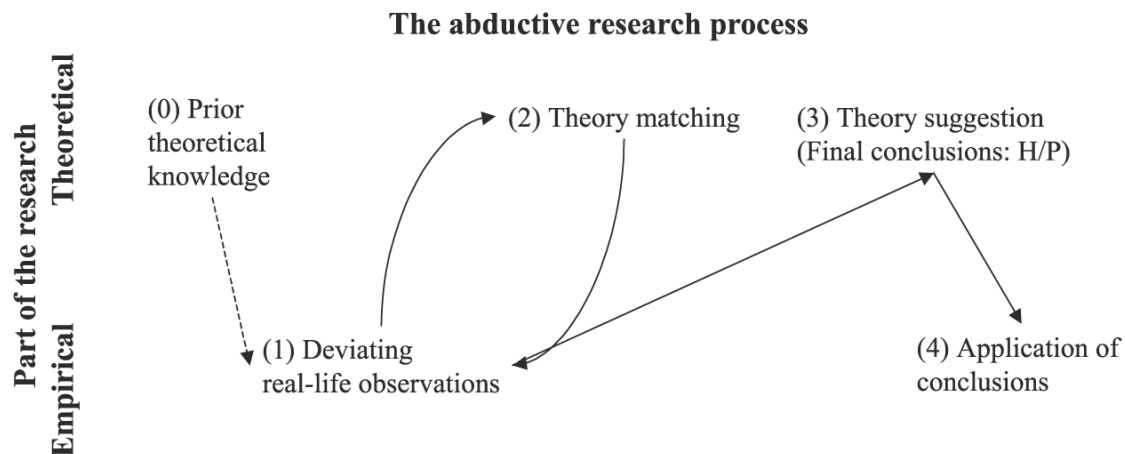 The abductive research process
Part of the research
Theoretical
Empirical
(0) Prior
theoretical
knowledge
(2) Theory matching
(3) Theory suggestion
(Final conclusions: H/P)
(1) Deviating
real-life observations
(4) Application of
conclusions